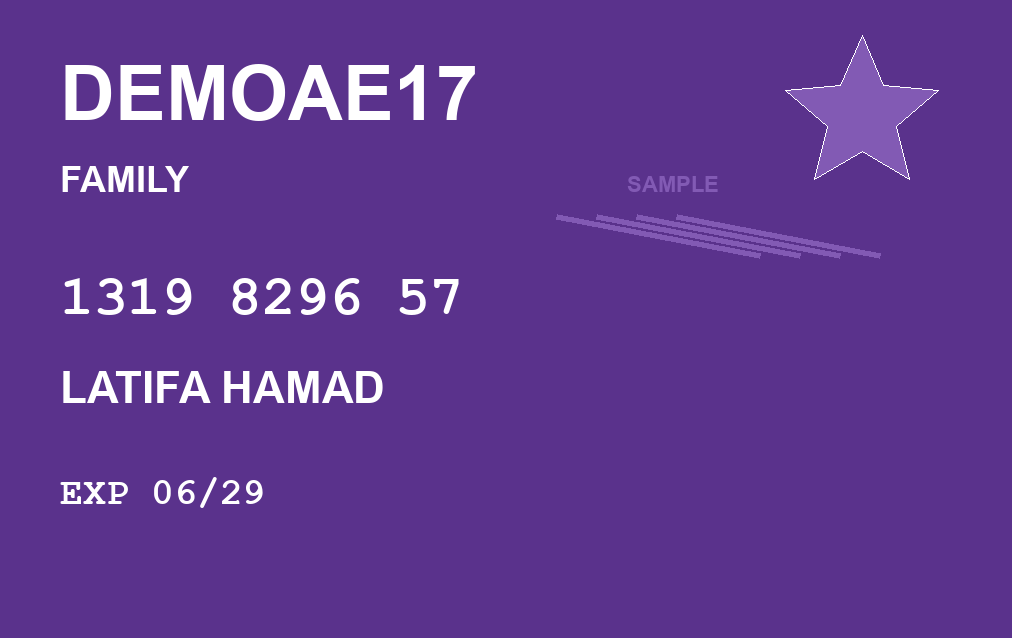 DEMOAE17
FAMILY
SAMPLE
1319 8296 57
LATIFA HAMAD
EXP 06/29